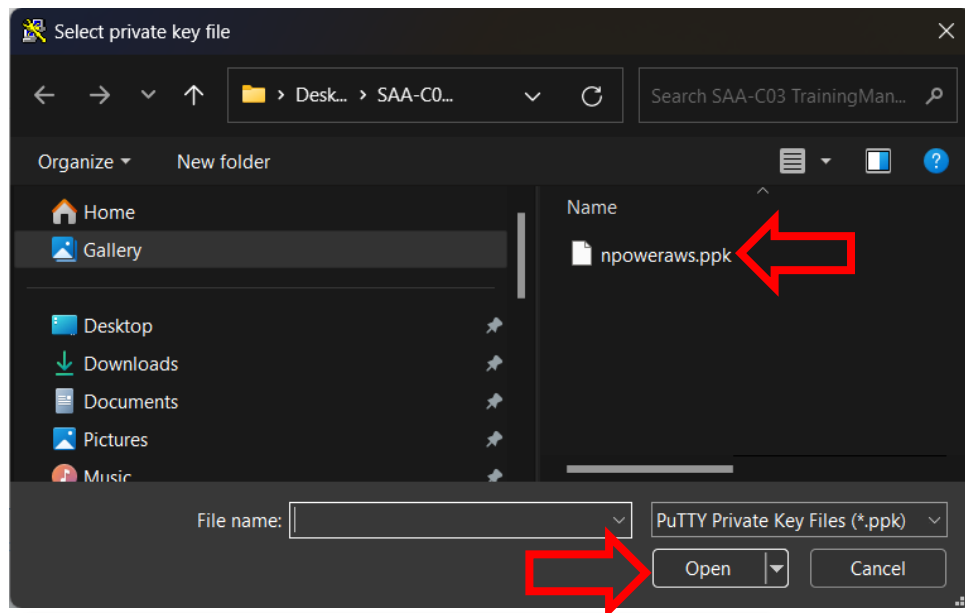 Select private key file
Desk... > SAA-C0...
Search SAA-C03 TrainingMan...
Organize
New folder
Home
Gallery
Desktop
Downloads
Documents
Pictures
Music
Name
npoweraws.ppk
File name:
PuTTY Private Key Files (*.ppk)
Open
Cancel